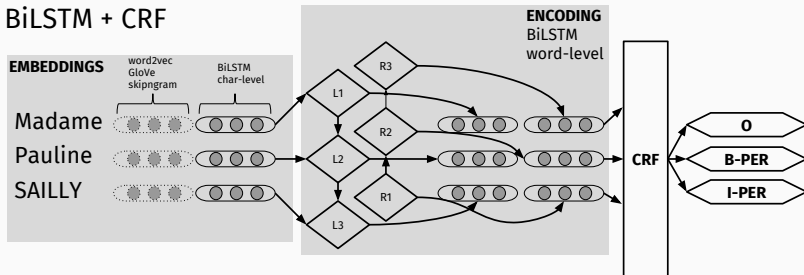 BiLSTM + CRF
EMBEDDINGS
word2vec
GloVe
skipngram
BiLSTM
char-level
ENCODING
BiLSTM
word-level
Madame
Pauline
SAILLY
L1
L2
L3
R3
R2
R1
CRF
O
B-PER
I-PER